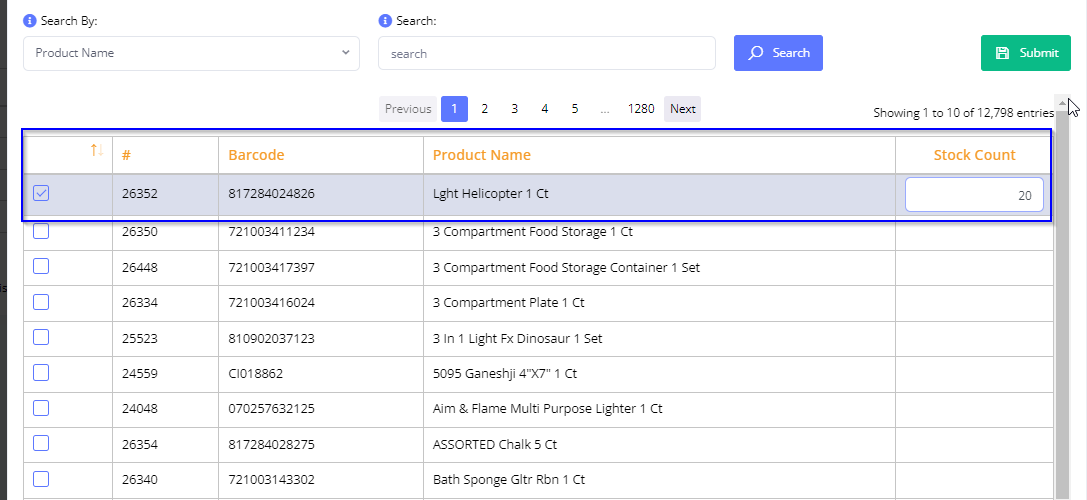 Search By:
Search:
Product Name
search
Search
Submit
Previous 1 2 3 4 5 ... 1280 Next
Showing 1 to 10 of 12,798 entries
# Barcode Product Name Stock Count
26352 817284024826 Lght Helicopter 1 Ct 20
26350 721003411234 3 Compartment Food Storage 1 Ct
26448 721003417397 3 Compartment Food Storage Container 1 Set
26334 721003416024 3 Compartment Plate 1 Ct
25523 810902037123 3 In 1 Light Fx Dinosaur 1 Set
24559 CI018862 5095 Ganeshji 4"X7" 1 Ct
24048 070257632125 Aim & Flame Multi Purpose Lighter 1 Ct
26354 817284028275 ASSORTED Chalk 5 Ct
26340 721003143302 Bath Sponge Gltr Rbn 1 Ct